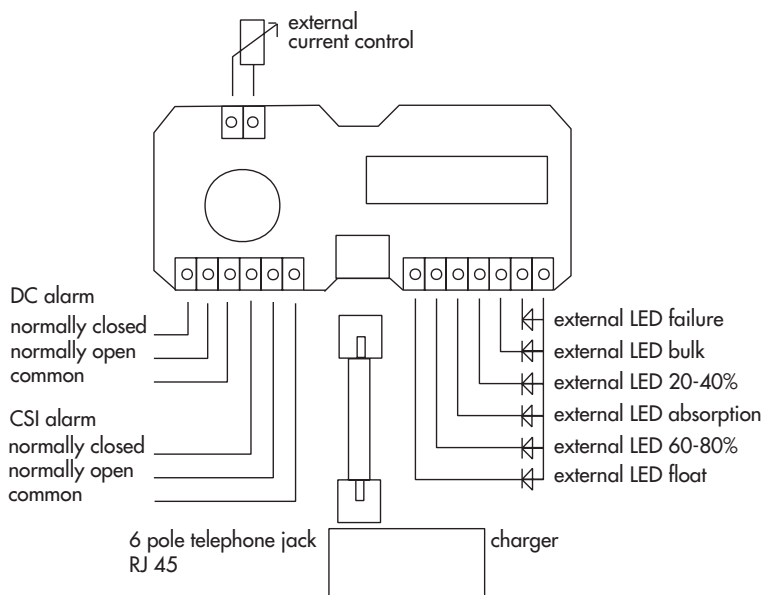 external
current control
DC alarm
normally closed
normally open
common
CSI alarm
normally closed
normally open
common
external LED failure
external LED bulk
external LED 20-40%
external LED absorption
external LED 60-80%
external LED float
6 pole telephone jack
RJ 45
charger